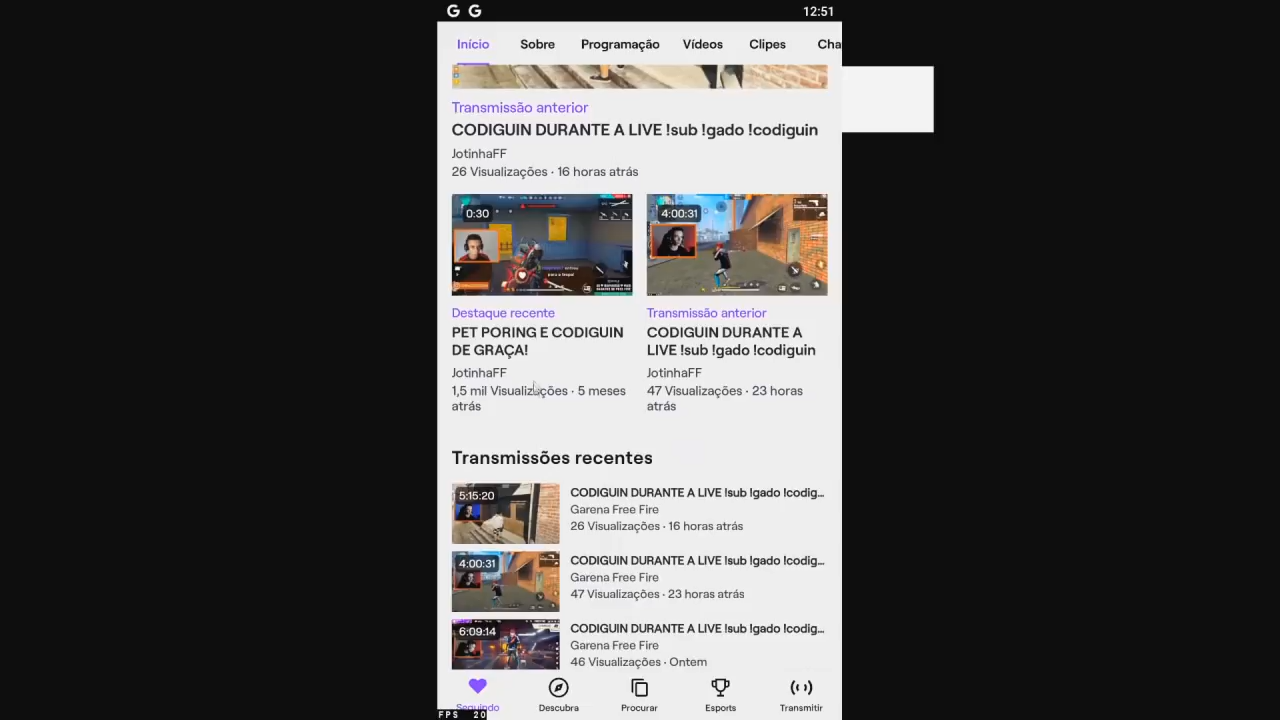 G G 12:51
Início Sobre Programação Vídeos Clipes Cha
Transmissão anterior
CODIGUIN DURANTE A LIVE !sub !gado !codiguin
JotinhaFF
26 Visualizações · 16 horas atrás
0:30
4:00:31
Destaque recente
PET PORING E CODIGUIN
DE GRAÇA!
JotinhaFF
1,5 mil Visualizações · 5 meses
atrás
Transmissão anterior
CODIGUIN DURANTE A
LIVE !sub !gado !codiguin
JotinhaFF
47 Visualizações · 23 horas
atrás
Transmissões recentes
5:15:20
CODIGUIN DURANTE A LIVE !sub !gado !codig...
Garena Free Fire
26 Visualizações · 16 horas atrás
4:00:31
CODIGUIN DURANTE A LIVE !sub !gado !codig...
Garena Free Fire
47 Visualizações · 23 horas atrás
6:09:14
CODIGUIN DURANTE A LIVE !sub !gado !codig...
Garena Free Fire
46 Visualizações · Ontem
Seguindo Descubra Procurar Esports Transmitir
FPS 20